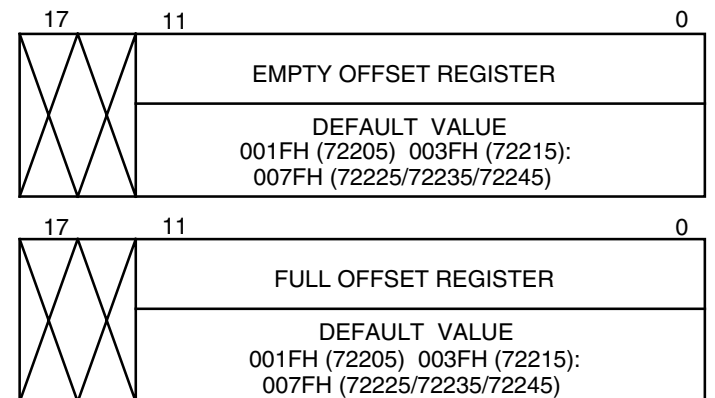 17 11 0
EMPTY OFFSET REGISTER
DEFAULT VALUE
001FH (72205) 003FH (72215):
007FH (72225/72235/72245)
17 11 0
FULL OFFSET REGISTER
DEFAULT VALUE
001FH (72205) 003FH (72215):
007FH (72225/72235/72245)